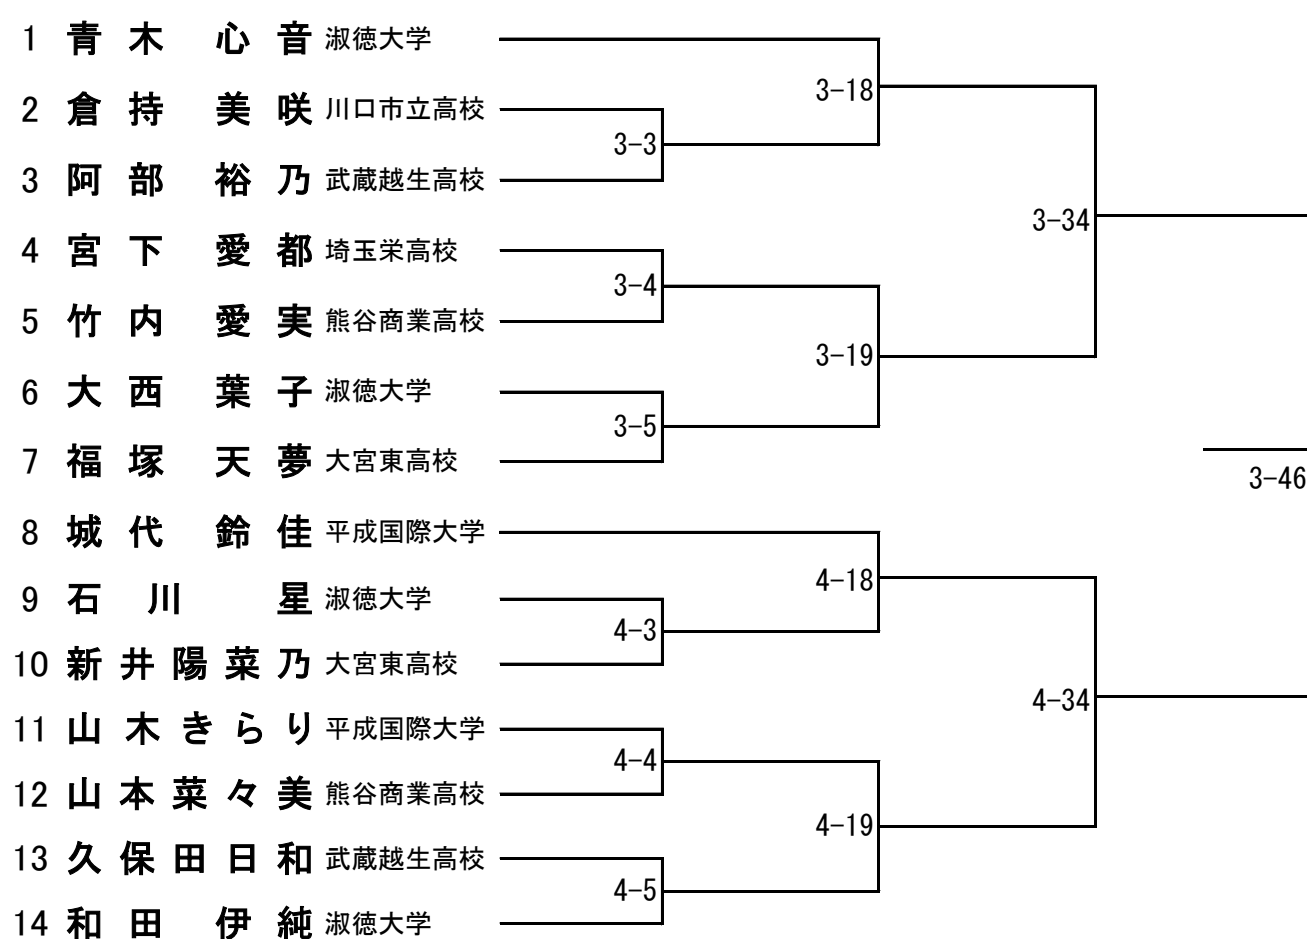 1 青木 心音 淑徳大学
3-18
2 倉持 美咲 川口市立高校
3-3
3 阿部 裕乃 武蔵越生高校
3-34
4 宮下 愛都 埼玉栄高校
3-4
5 竹内 愛実 熊谷商業高校
3-19
6 大西 葉子 淑徳大学
3-5
7 福塚 天夢 大宮東高校
3-46
8 城代 鈴佳 平成国際大学
4-18
9 石川 星 淑徳大学
4-3
10 新井陽菜乃 大宮東高校
4-34
11 山木きらり 平成国際大学
4-4
12 山本菜々美 熊谷商業高校
4-19
13 久保田日和 武蔵越生高校
4-5
14 和田 伊純 淑徳大学